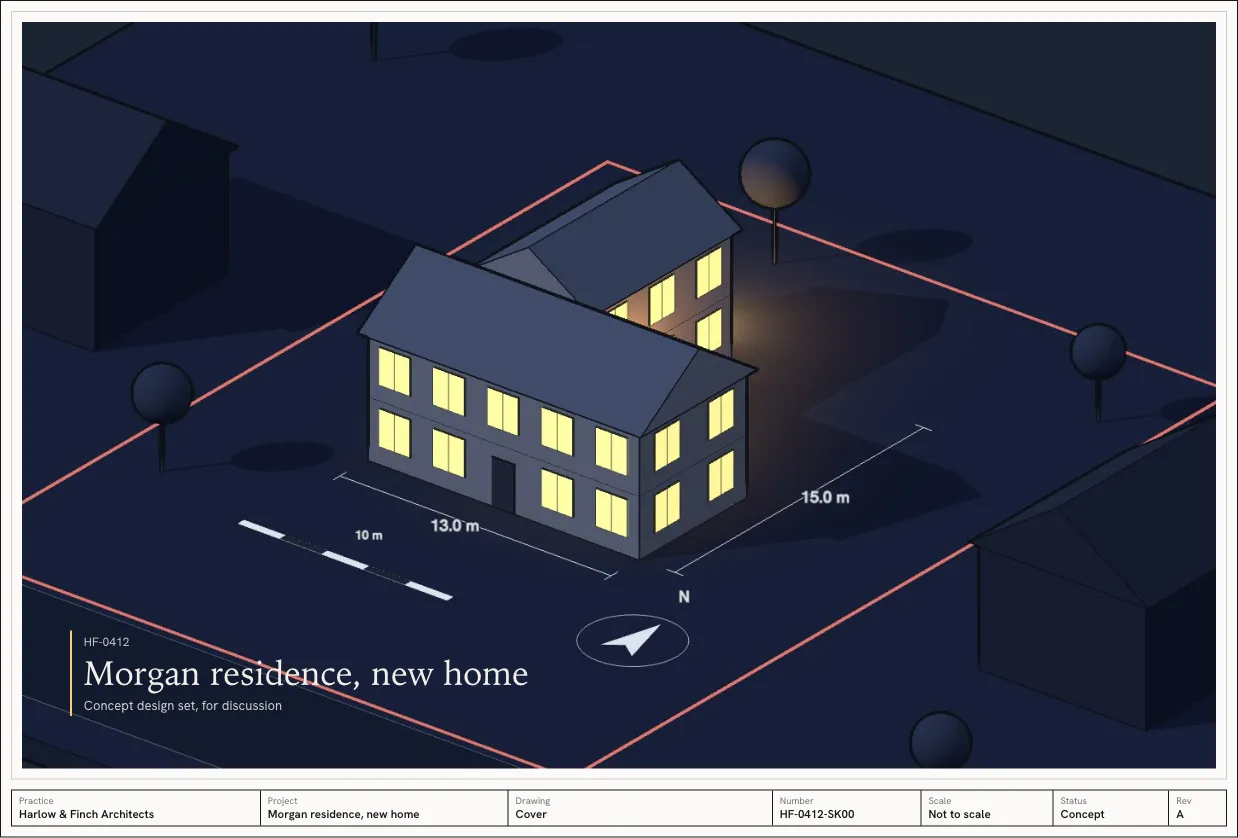 15.0 m
13.0 m
10 m
N
HF-0412
Morgan residence, new home
Concept design set, for discussion
Practice
Harlow & Finch Architects
Project
Morgan residence, new home
Drawing
Cover
Number
HF-0412-SK00
Scale
Not to scale
Status
Concept
Rev
A